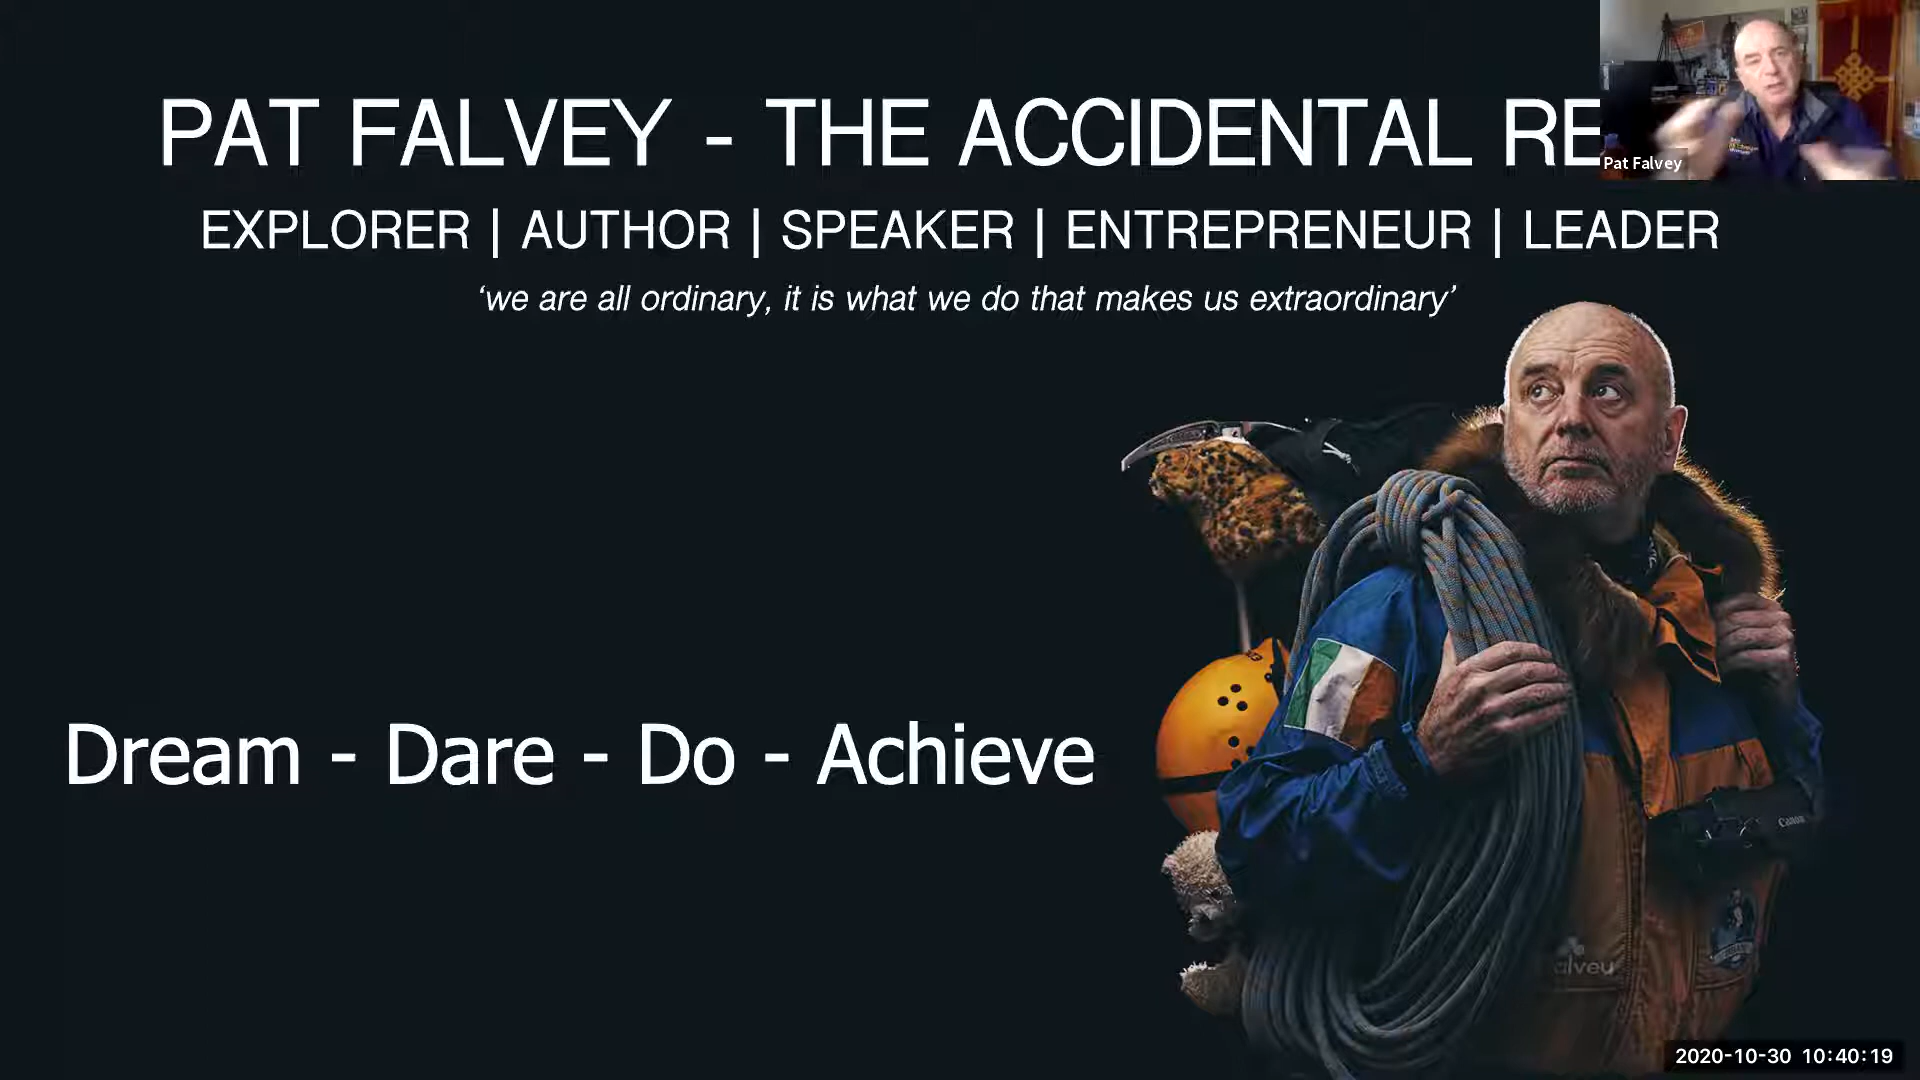 PAT FALVEY - THE ACCIDENTAL RE
Pat Falvey
EXPLORER | AUTHOR | SPEAKER | ENTREPRENEUR | LEADER
‘we are all ordinary, it is what we do that makes us extraordinary’
Dream - Dare - Do - Achieve
Canon
2020-10-30 10:40:19